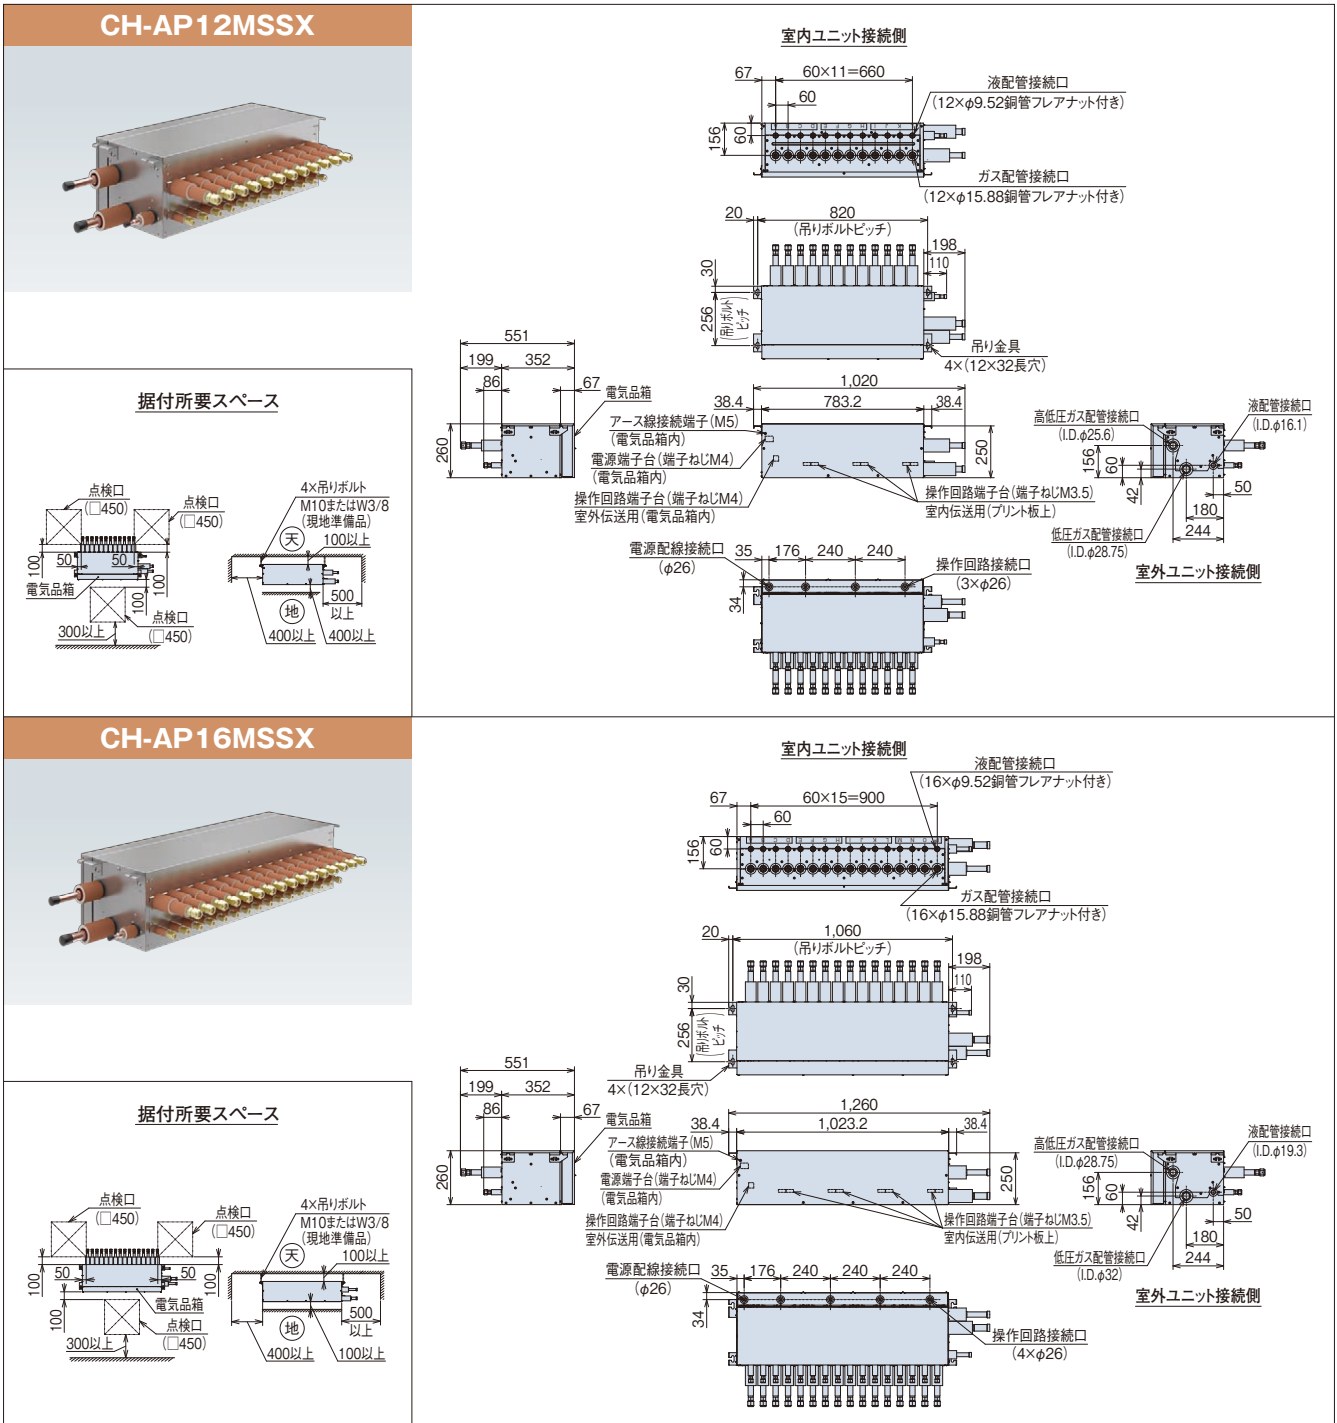 CH-AP12MSSX
室内ユニット接続側
67
60×11=660
60
液配管接続口
(12×φ9.52銅管フレアナット付き)
156
60
ガス配管接続口
(12×φ15.88銅管フレアナット付き)
20
820
(吊りボルトピッチ)
198
110
30
256
(吊りボルト
ピッチ)
吊り金具
4×(12×32長穴)
551
199
352
86
67
電気品箱
260
1,020
38.4
783.2
38.4
アース線接続端子(M5)
(電気品箱内)
電源端子台(端子ねじM4)
(電気品箱内)
操作回路端子台(端子ねじM4)
室外伝送用(電気品箱内)
250
操作回路端子台(端子ねじM3.5)
室内伝送用(プリント板上)
高低圧ガス配管接続口
(I.D.φ25.6)
液配管接続口
(I.D.φ16.1)
156
60
42
50
180
244
低圧ガス配管接続口
(I.D.φ28.75)
室外ユニット接続側
電源配線接続口
(φ26)
35
176
240
240
操作回路接続口
(3×φ26)
34
据付所要スペース
点検口
(□450)
点検口
(□450)
100
50
50
100
電気品箱
100
点検口
(□450)
300以上
4×吊りボルト
M10またはW3/8
(現地準備品)
天
100以上
地
500
以上
400以上
400以上
CH-AP16MSSX
室内ユニット接続側
液配管接続口
(16×φ9.52銅管フレアナット付き)
67
60×15=900
60
156
60
ガス配管接続口
(16×φ15.88銅管フレアナット付き)
20
1,060
(吊りボルトピッチ)
198
110
30
256
(吊りボルト
ピッチ)
吊り金具
4×(12×32長穴)
551
199
352
86
67
電気品箱
260
1,260
38.4
1,023.2
38.4
アース線接続端子(M5)
(電気品箱内)
電源端子台(端子ねじM4)
(電気品箱内)
操作回路端子台(端子ねじM4)
室外伝送用(電気品箱内)
250
操作回路端子台(端子ねじM3.5)
室内伝送用(プリント板上)
高低圧ガス配管接続口
(I.D.φ28.75)
液配管接続口
(I.D.φ19.3)
156
60
42
50
180
244
低圧ガス配管接続口
(I.D.φ32)
室外ユニット接続側
電源配線接続口
(φ26)
35
176
240
240
240
34
操作回路接続口
(4×φ26)
据付所要スペース
点検口
(□450)
点検口
(□450)
100
50
50
100
電気品箱
100
点検口
(□450)
300以上
4×吊りボルト
M10またはW3/8
(現地準備品)
天
100以上
地
500
以上
400以上
100以上